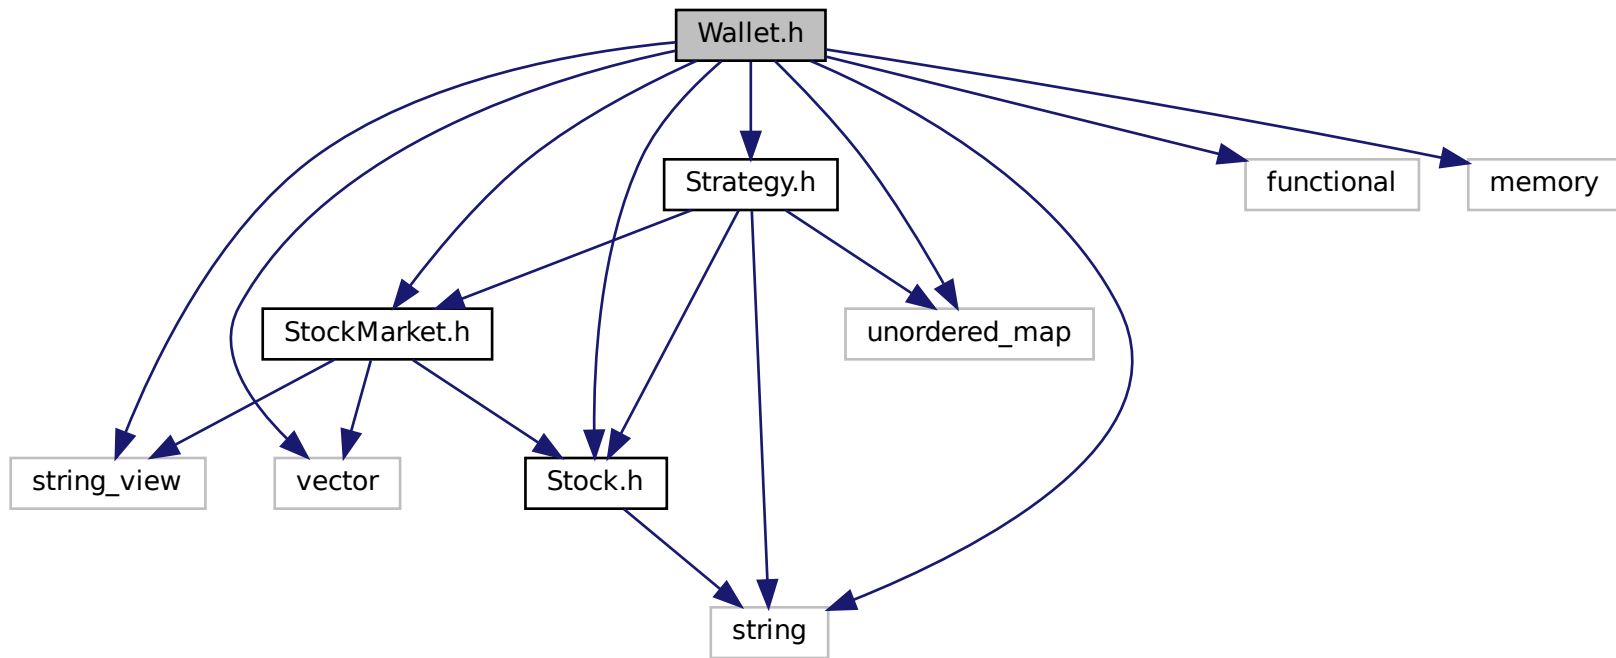 Wallet.h
Strategy.h
functional
memory
StockMarket.h
unordered_map
string_view
vector
Stock.h
string